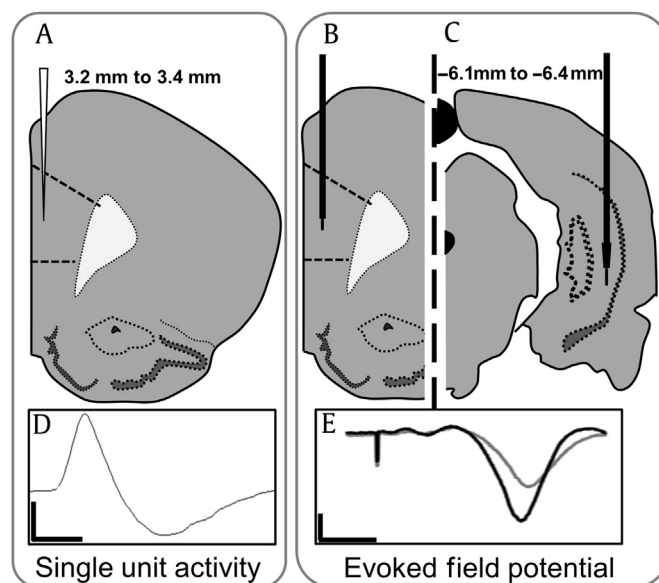 A
3.2 mm to 3.4 mm
B
C
−6.1mm to −6.4mm
D
Single unit activity
E
Evoked field potential